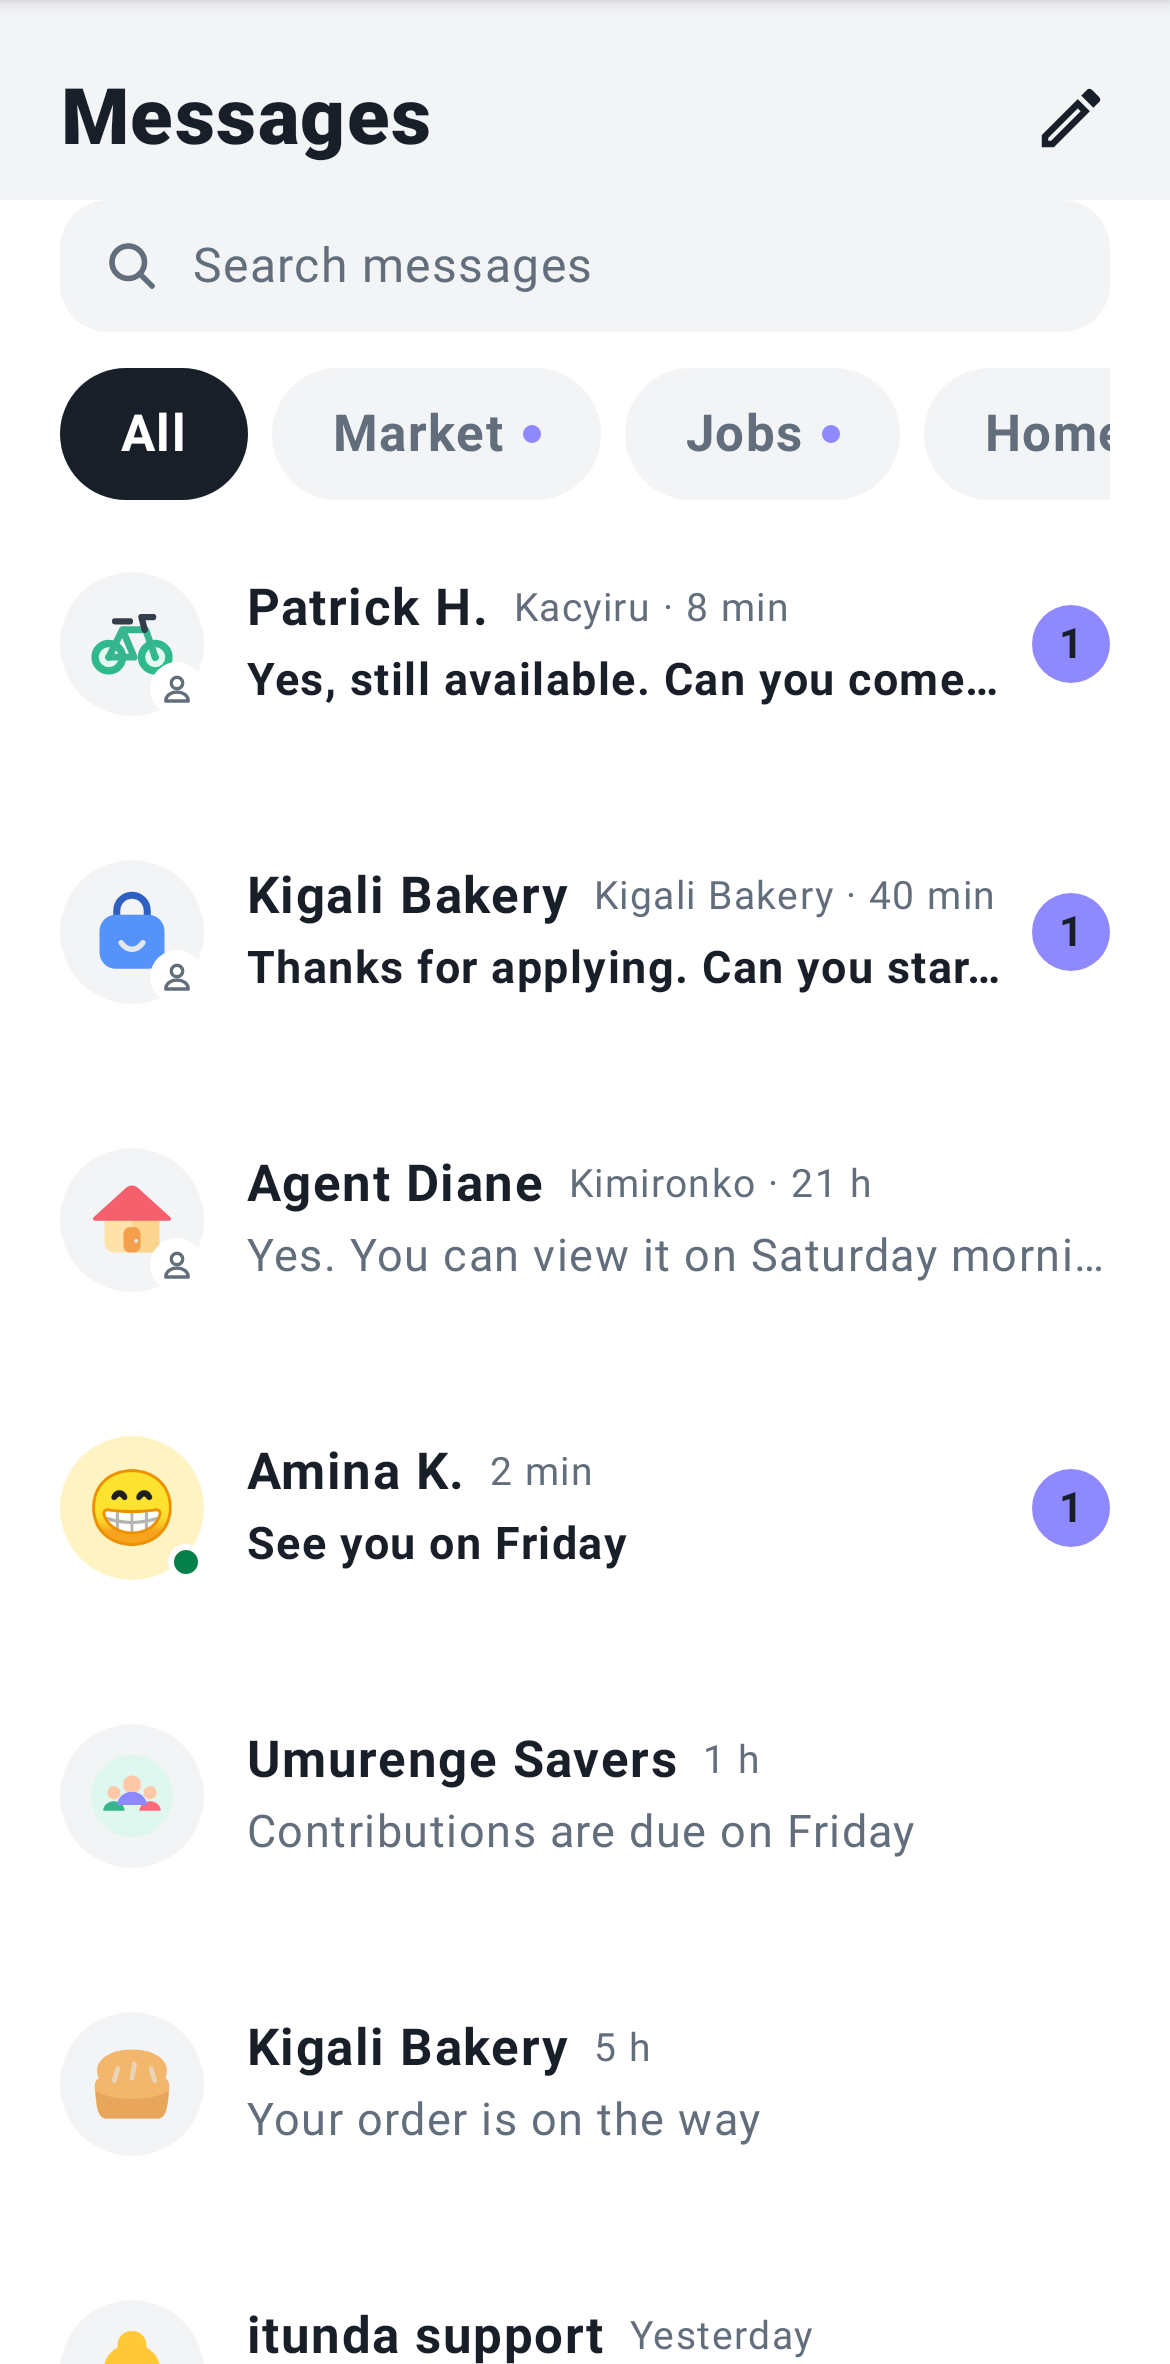 Messages
Search messages
All
Market
Jobs
Home
Patrick H. Kacyiru · 8 min
Yes, still available. Can you come…
1
Kigali Bakery Kigali Bakery · 40 min
Thanks for applying. Can you star…
1
Agent Diane Kimironko · 21 h
Yes. You can view it on Saturday morni…
Amina K. 2 min
See you on Friday
1
Umurenge Savers 1 h
Contributions are due on Friday
Kigali Bakery 5 h
Your order is on the way
itunda support Yesterday